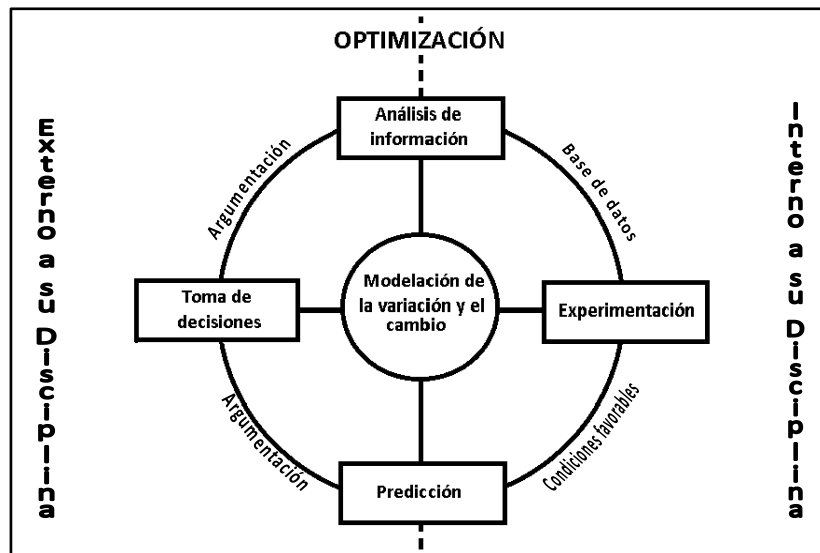 OPTIMIZACIÓN
Análisis de
información
Argumentación
Base de datos
Externo a su Disciplina
Interno a su Disciplina
Modelación de
la variación y el
cambio
Toma de
decisiones
Experimentación
Argumentación
Condiciones favorables
Predicción